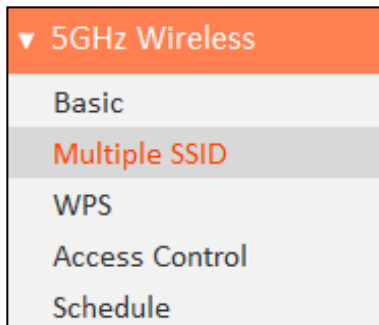 5GHz Wireless
Basic
Multiple SSID
WPS
Access Control
Schedule